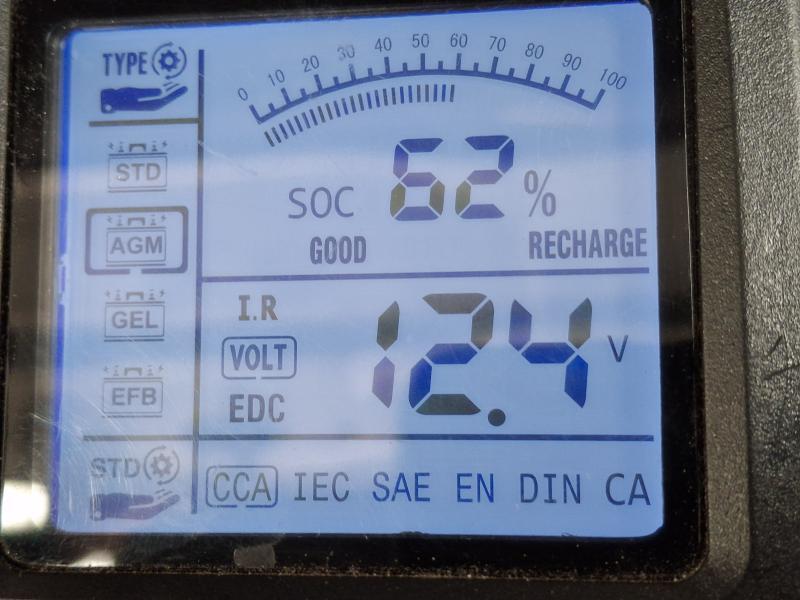 TYPE
0 10 20 30 40 50 60 70 80 90 100
STD
SOC 62 %
GOOD RECHARGE
AGM
I.R
GEL
VOLT 12.4 V
EFB
EDC
STD
CCA IEC SAE EN DIN CA